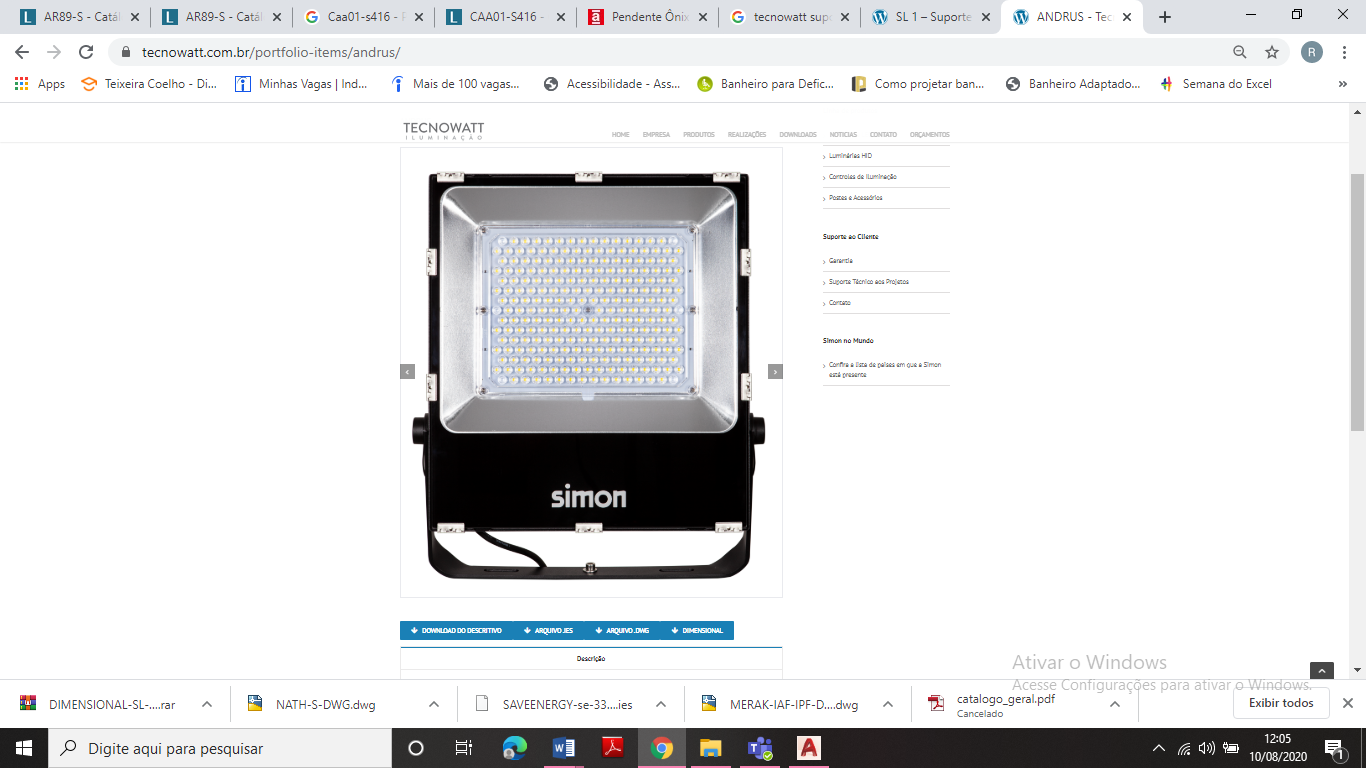 AR89-S - Catál
AR89-S - Catál
Caa01-s416 - P
CAA01-S416 -
Pendente Ônix
tecnowatt supo
SL 1 – Suporte
ANDRUS - Tec
tecnowatt.com.br/portfolio-items/andrus/
R
Apps
Teixeira Coelho - Di...
Minhas Vagas | Ind...
Mais de 100 vagas...
Acessibilidade - Ass...
Banheiro para Defic...
Como projetar ban...
Banheiro Adaptado...
Semana do Excel
TECNOWATT
ILUMINAÇÃO
HOME EMPRESA PRODUTOS REALIZAÇÕES DOWNLOADS NOTICIAS CONTATO ORÇAMENTOS
Luminárias HID
Controles de Iluminação
Postes e Acessórios
Suporte ao Cliente
Garantia
Suporte Técnico aos Projetos
Contato
Simon no Mundo
Confira a lista de países em que a Simon
está presente
simon
DOWNLOAD DO DESCRITIVO ARQUIVO .IES ARQUIVO .DWG DIMENSIONAL
Descrição
Ativar o Windows
Acesse Configurações para ativar o Windows.
DIMENSIONAL-SL-....rar
NATH-S-DWG.dwg
SAVEENERGY-se-33....ies
MERAK-IAF-IPF-D....dwg
catalogo_geral.pdf
Cancelado
Exibir todos
Digite aqui para pesquisar
12:05
10/08/2020
1